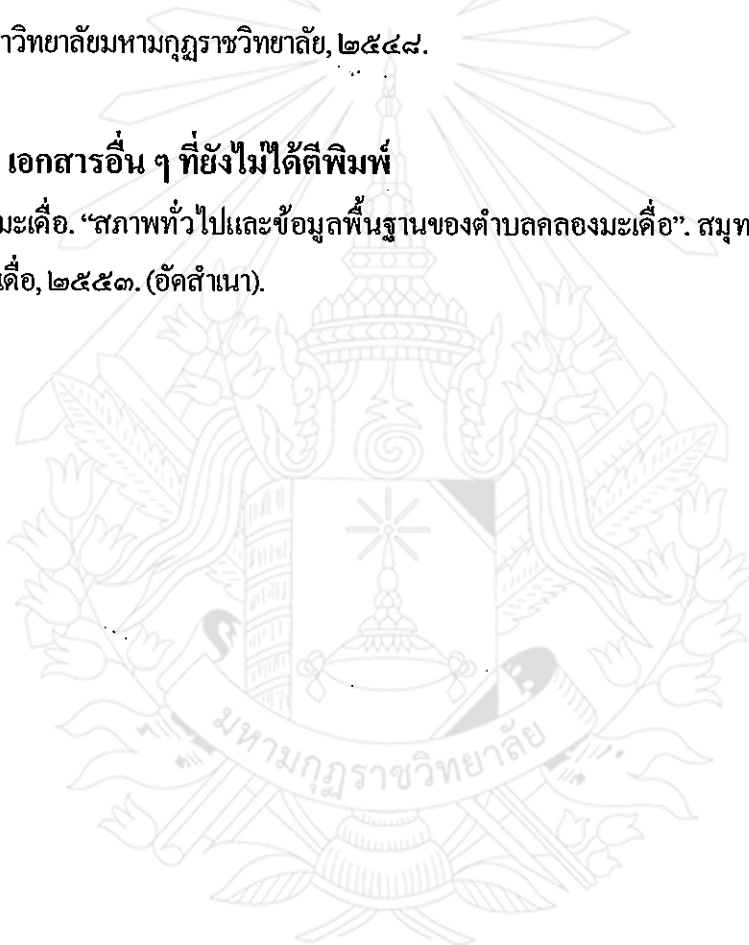 าวิทยาลัยมหามกุฏราชวิทยาลัย, ๒๕๔๘.
เอกสารอื่น ๆ ที่ยังไม่ได้ตีพิมพ์
มะเดื่อ. “สภาพทั่วไปและข้อมูลพื้นฐานของตำบลคลองมะเดื่อ”. สมุท
เดื่อ, ๒๕๕๓. (อัดสำเนา).
มหามกุฏราชวิทยาลัย